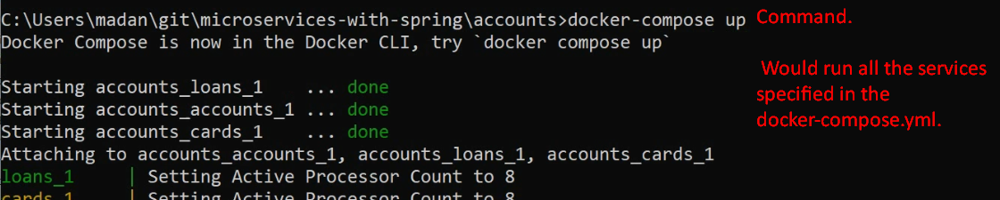 C:\Users\madan\git\microservices-with-spring\accounts>docker-compose up
Command.
Docker Compose is now in the Docker CLI, try `docker compose up`
Would run all the services
specified in the
docker-compose.yml.
Starting accounts_loans_1 ... done
Starting accounts_accounts_1 ... done
Starting accounts_cards_1 ... done
Attaching to accounts_accounts_1, accounts_loans_1, accounts_cards_1
loans_1 | Setting Active Processor Count to 8
cards_1 | Setting Active Processor Count to 8